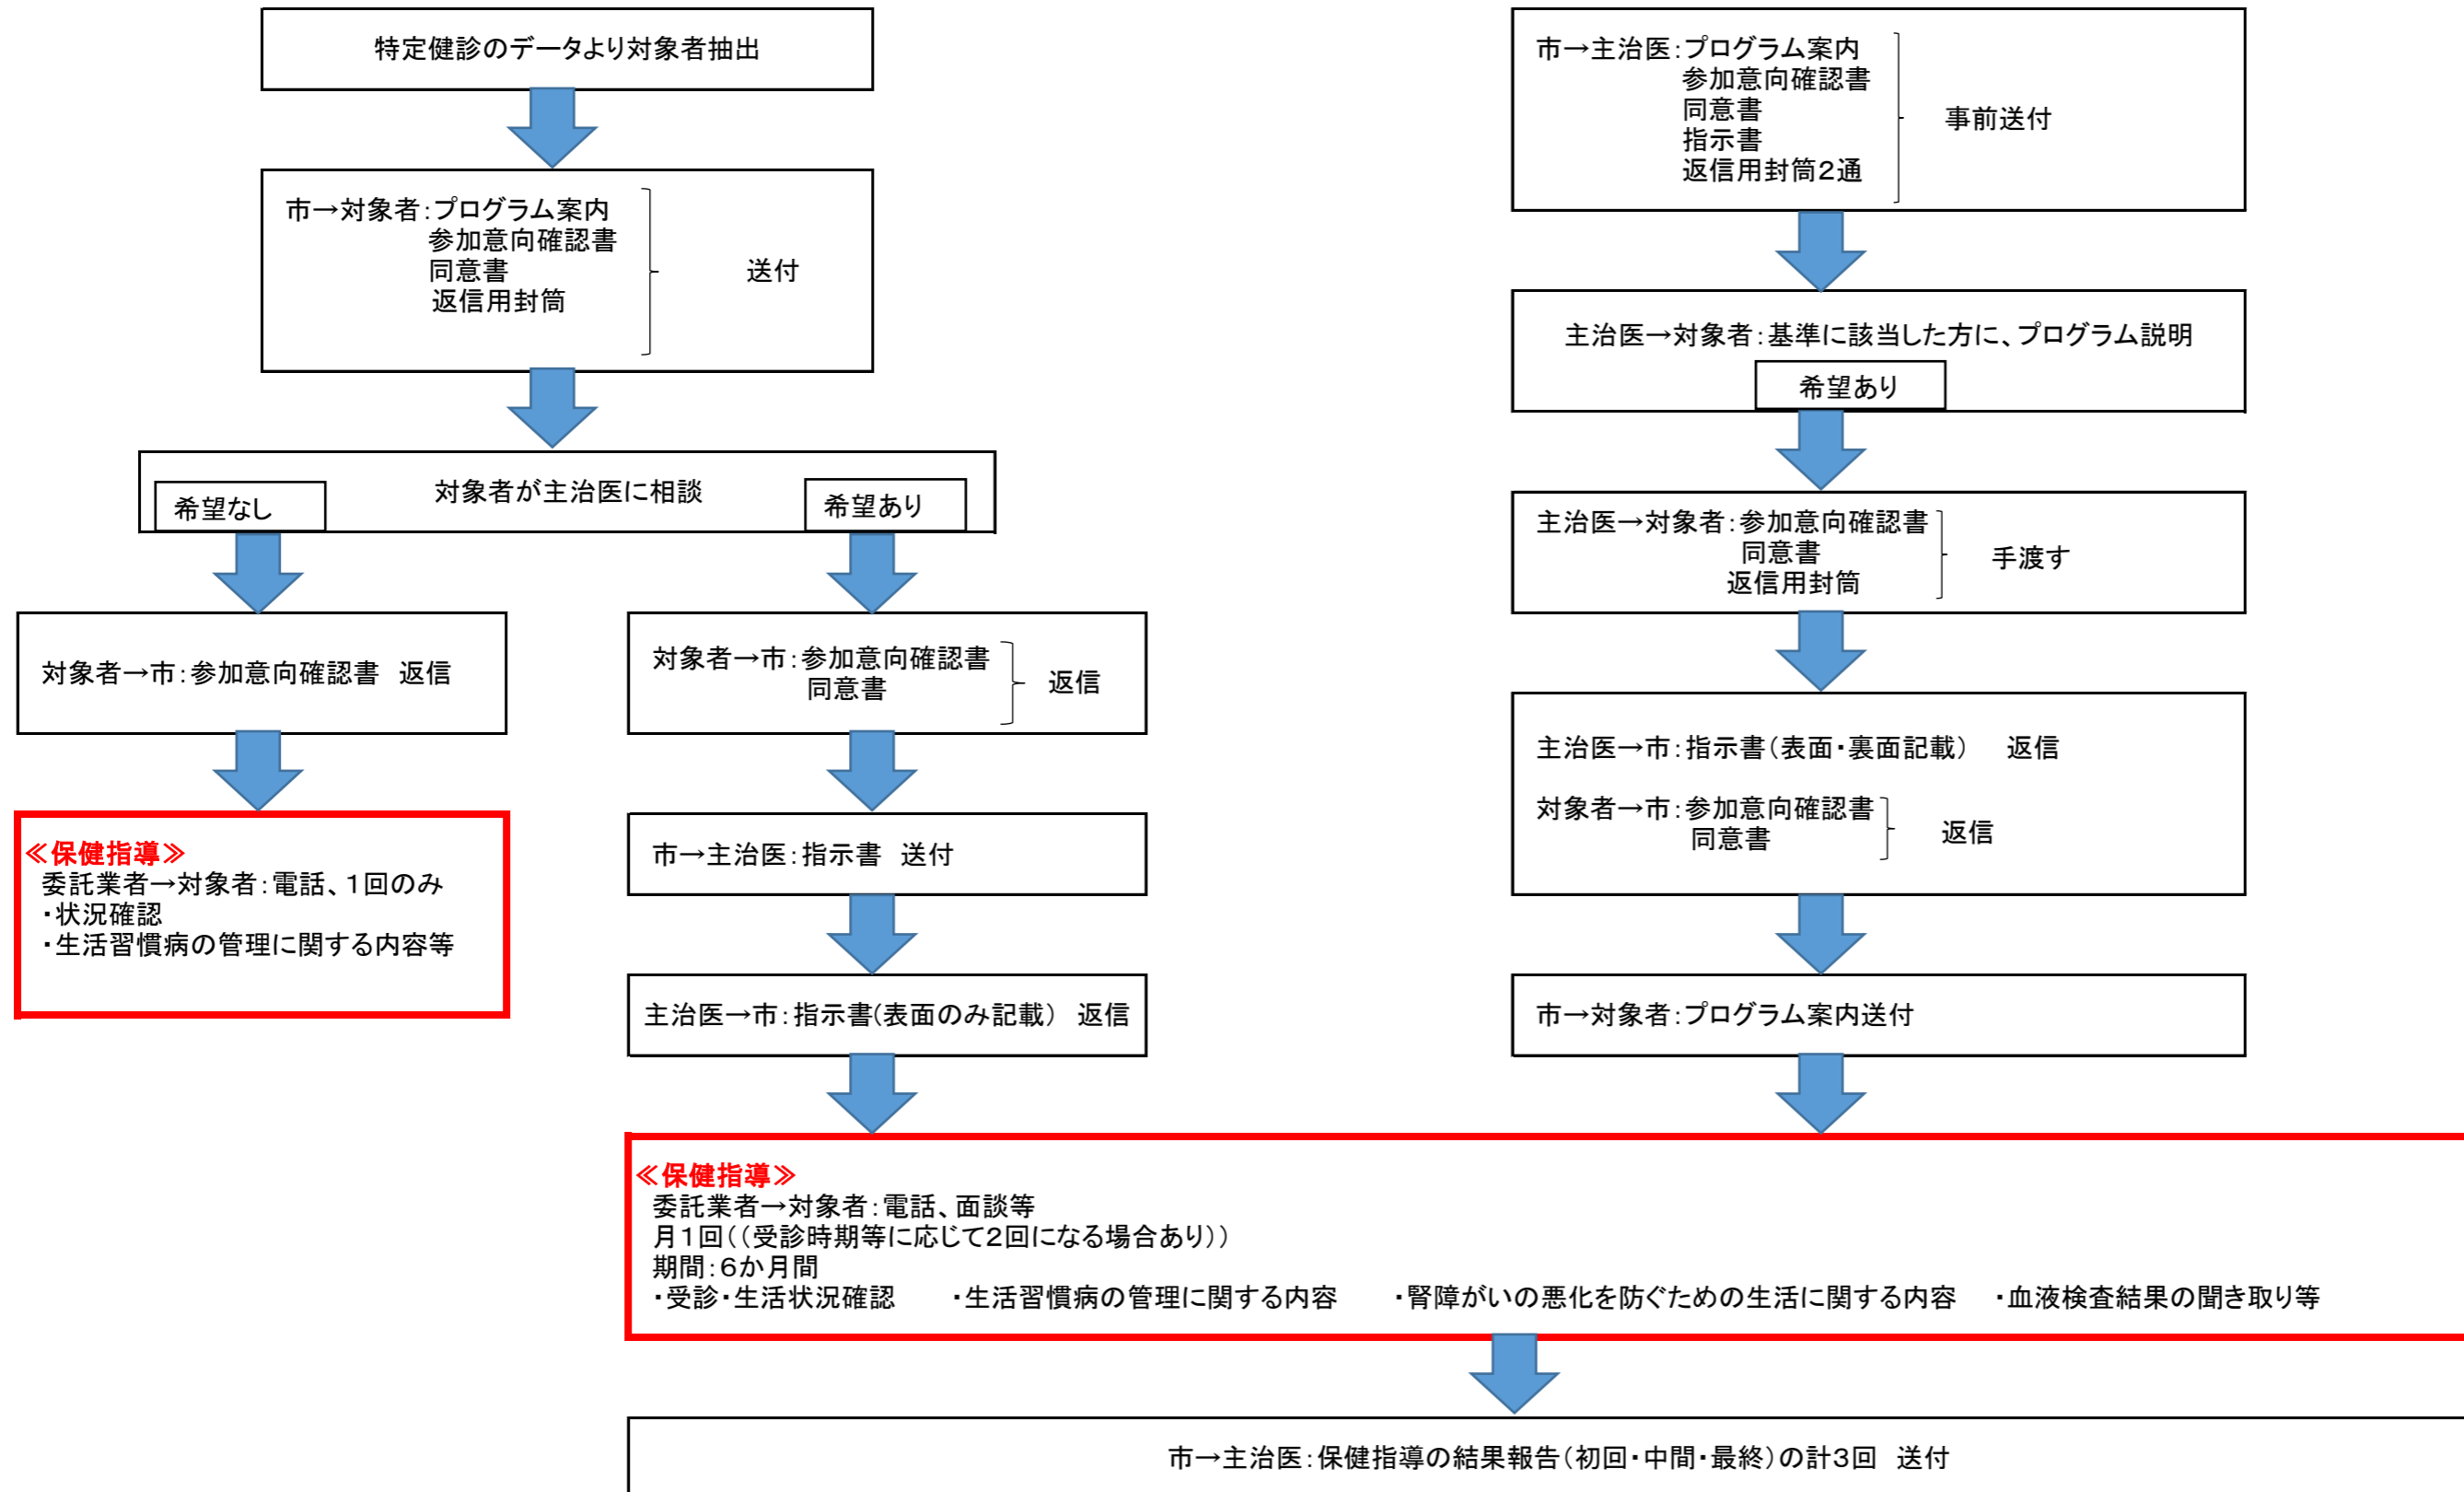 特定健診のデータより対象者抽出
市→対象者：プログラム案内
参加意向確認書
同意書
返信用封筒
送付
対象者が主治医に相談
希望なし
希望あり
対象者→市：参加意向確認書　返信
≪保健指導≫
委託業者→対象者：電話、１回のみ
・状況確認
・生活習慣病の管理に関する内容等
対象者→市：参加意向確認書
同意書
返信
市→主治医：指示書　送付
主治医→市：指示書(表面のみ記載）　返信
市→主治医：プログラム案内
参加意向確認書
同意書
指示書
返信用封筒２通
事前送付
主治医→対象者：基準に該当した方に、プログラム説明
希望あり
主治医→対象者：参加意向確認書
同意書
返信用封筒
手渡す
主治医→市：指示書（表面・裏面記載）　返信
対象者→市：参加意向確認書
同意書
返信
市→対象者：プログラム案内送付
≪保健指導≫
委託業者→対象者：電話、面談等
月１回（（受診時期等に応じて２回になる場合あり））
期間：６か月間
・受診・生活状況確認　・生活習慣病の管理に関する内容　・腎障がいの悪化を防ぐための生活に関する内容　・血液検査結果の聞き取り等
市→主治医：保健指導の結果報告（初回・中間・最終）の計３回　送付